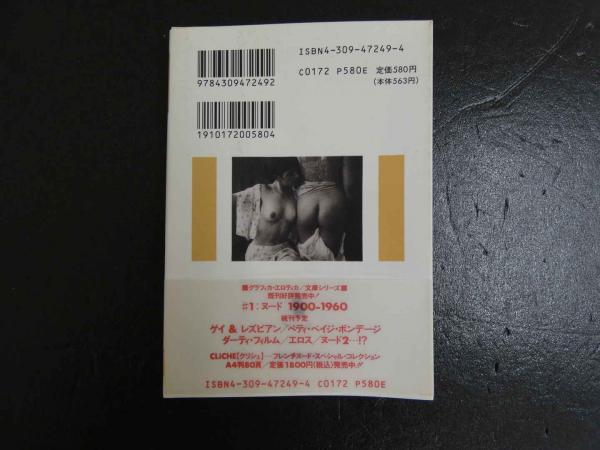 ISBN4-309-47249-4
C0172 P580E 定価580円
(本体563円)
9784309472492
1910172005804
■グラフィカ・エロティカ/文庫シリーズ■
既刊好評発売中!
#1:ヌード 1900-1960
続刊予定
ゲイ & レズビアン/ベティ・ペイジ・ボンデージ
ダーティ・フィルム/エロス/ヌード2…!?
CLiCHE【クリシェ】…フレンチヌード・スペシャル・コレクション
A4判80頁/定価1800円(税込)発売中!!
ISBN4-309-47249-4 C0172 P580E